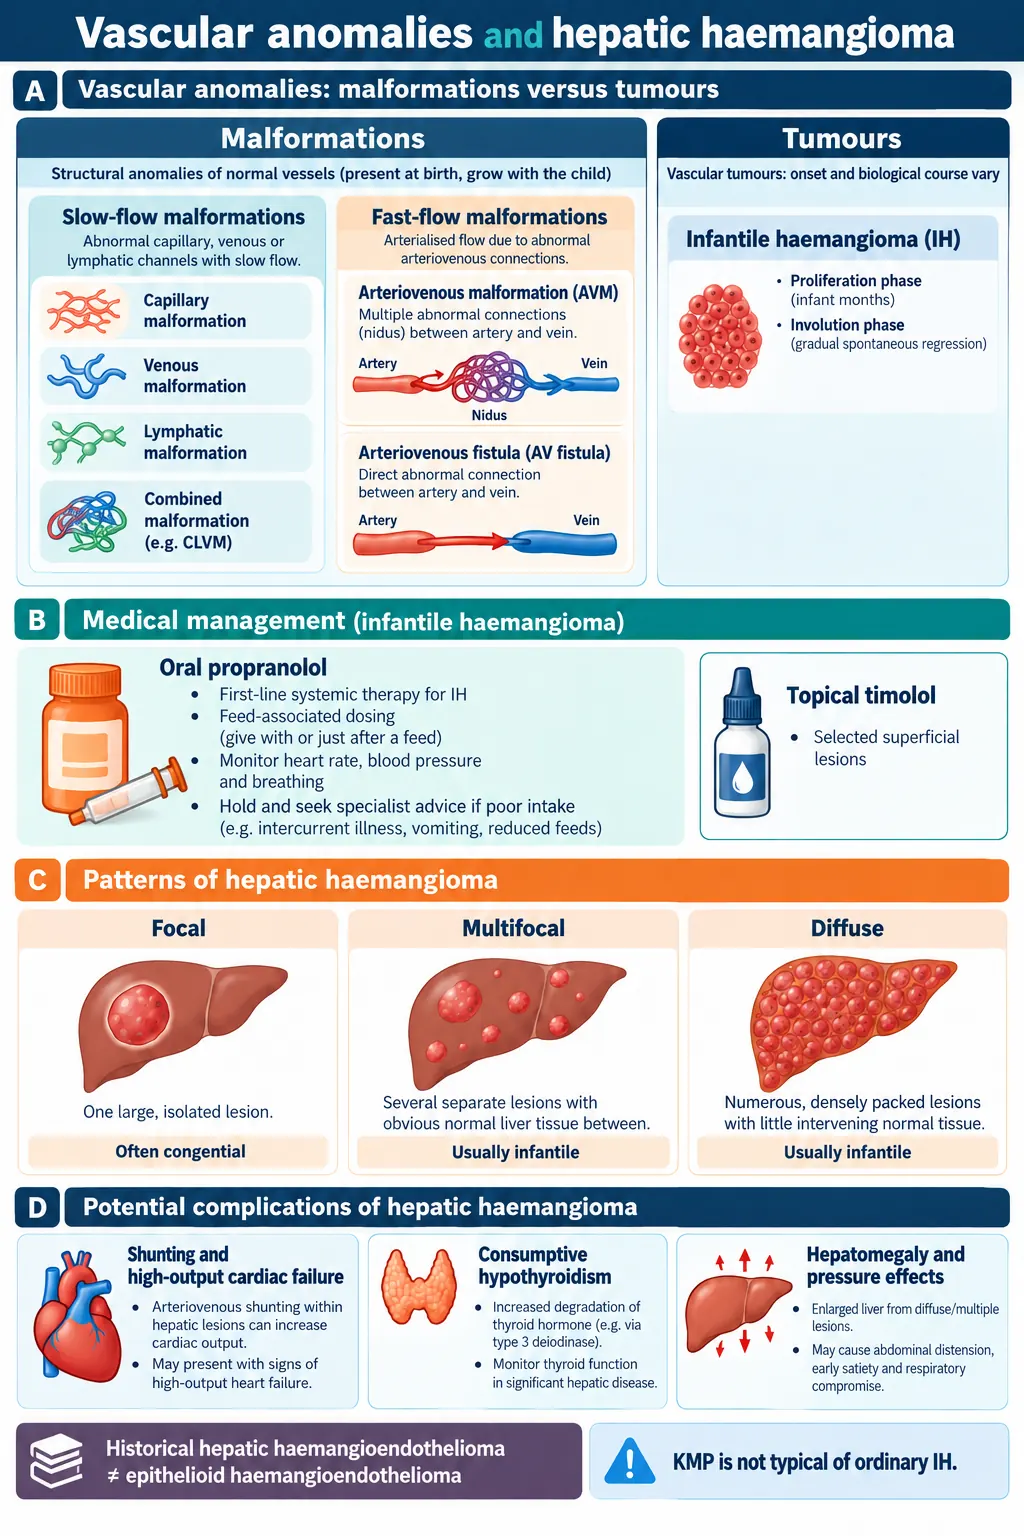 Vascular anomalies and hepatic haemangioma
A
Vascular anomalies: malformations versus tumours
Malformations
Structural anomalies of normal vessels (present at birth, grow with the child)
Slow-flow malformations
Abnormal capillary, venous or
lymphatic channels with slow flow.
Capillary
malformation
Venous
malformation
Lymphatic
malformation
Combined
malformation
(e.g. CLVM)
Fast-flow malformations
Arterialised flow due to abnormal
arteriovenous connections.
Arteriovenous malformation (AVM)
Multiple abnormal connections
(nidus) between artery and vein.
Artery
Vein
Nidus
Arteriovenous fistula (AV fistula)
Direct abnormal connection
between artery and vein.
Artery
Vein
Tumours
Vascular tumours: onset and biological course vary
Infantile haemangioma (IH)
• Proliferation phase
(infant months)
• Involution phase
(gradual spontaneous regression)
B
Medical management (infantile haemangioma)
Oral propranolol
• First-line systemic therapy for IH
• Feed-associated dosing
(give with or just after a feed)
• Monitor heart rate, blood pressure
and breathing
• Hold and seek specialist advice if poor intake
(e.g. intercurrent illness, vomiting, reduced feeds)
Topical timolol
• Selected superficial
lesions
C
Patterns of hepatic haemangioma
Focal
One large, isolated lesion.
Often congential
Multifocal
Several separate lesions with
obvious normal liver tissue between.
Usually infantile
Diffuse
Numerous, densely packed lesions
with little intervening normal tissue.
Usually infantile
D
Potential complications of hepatic haemangioma
Shunting and
high-output cardiac failure
• Arteriovenous shunting within
hepatic lesions can increase
cardiac output.
• May present with signs of
high-output heart failure.
Consumptive
hypothyroidism
• Increased degradation of
thyroid hormone (e.g. via
type 3 deiodinase).
• Monitor thyroid function
in significant hepatic disease.
Hepatomegaly and
pressure effects
• Enlarged liver from diffuse/multiple
lesions.
• May cause abdominal distension,
early satiety and respiratory
compromise.
Historical hepatic haemangioendothelioma
≠ epithelioid haemangioendothelioma
KMP is not typical of ordinary IH.